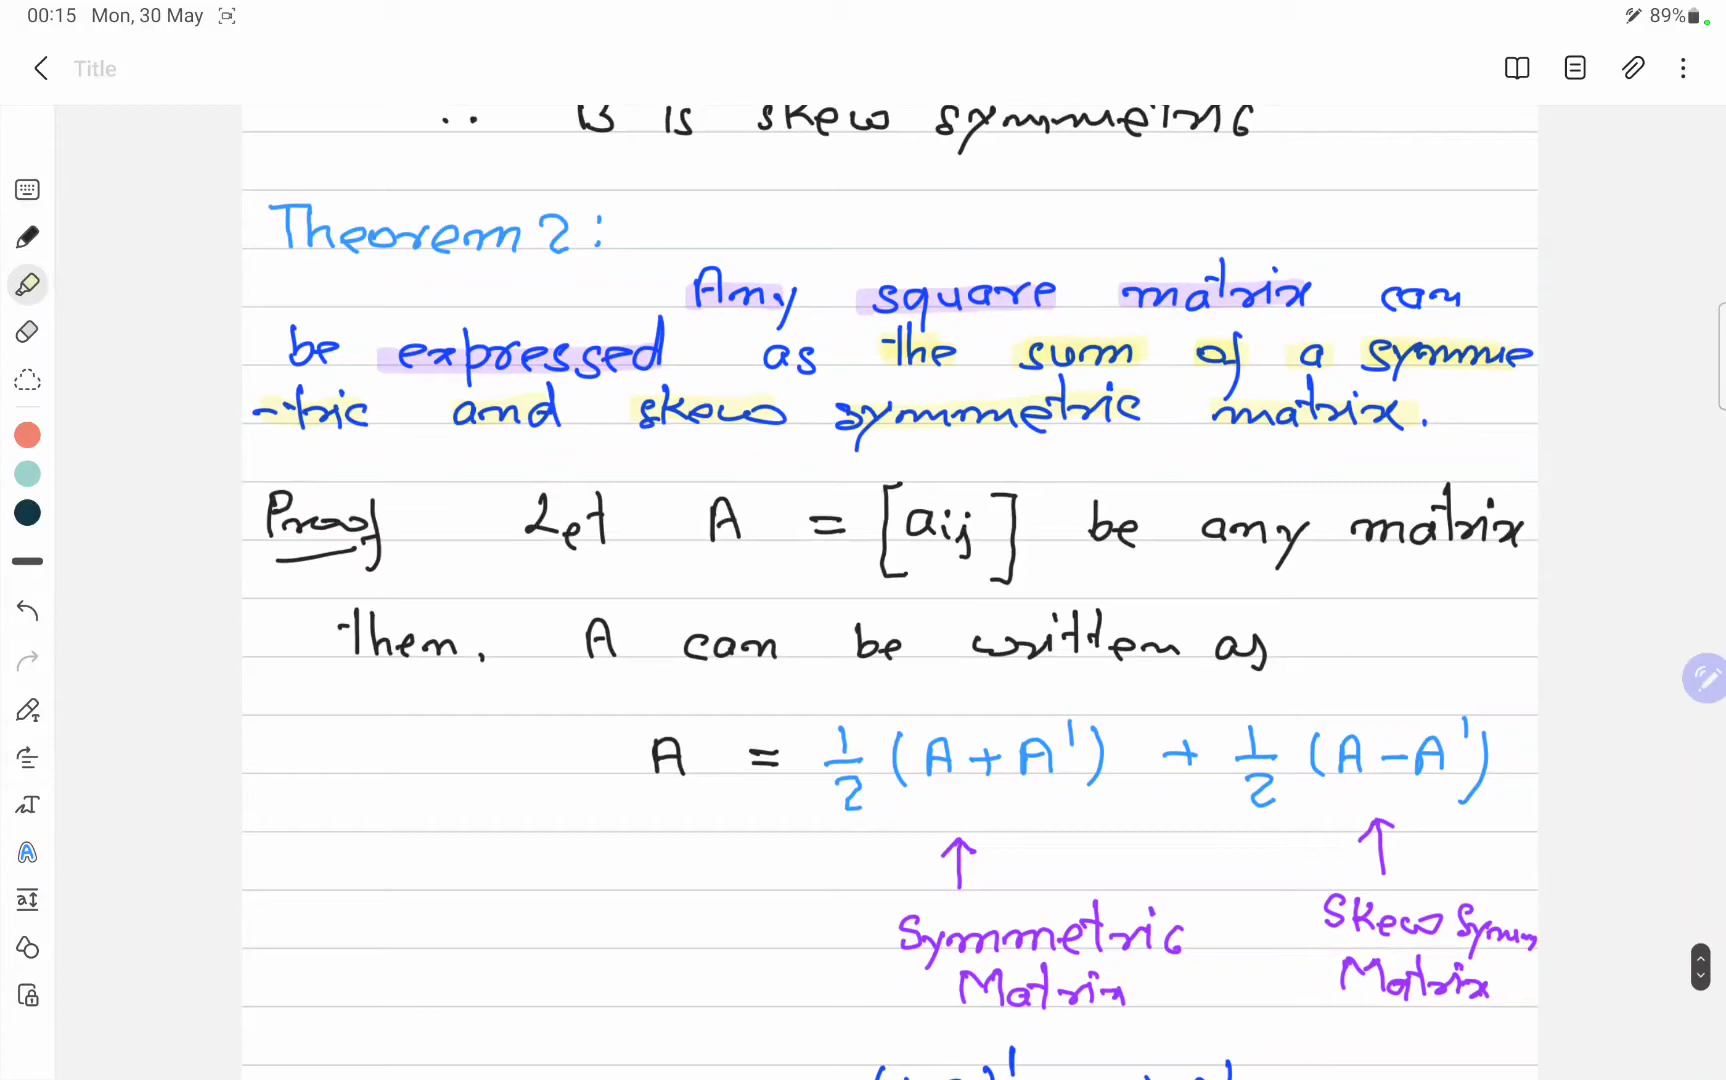 00:15 Mon, 30 May 89%
Title
∴ B is skew symmetric
Theorem 2:
Any square matrix can
be expressed as the sum of a symme
-tric and skew symmetric matrix.
Proof Let A = [aij] be any matrix
Then, A can be written as
A = 1/2 (A + A') + 1/2 (A - A')
↑ ↑
Symmetric Skew Symm
Matrix Matrix